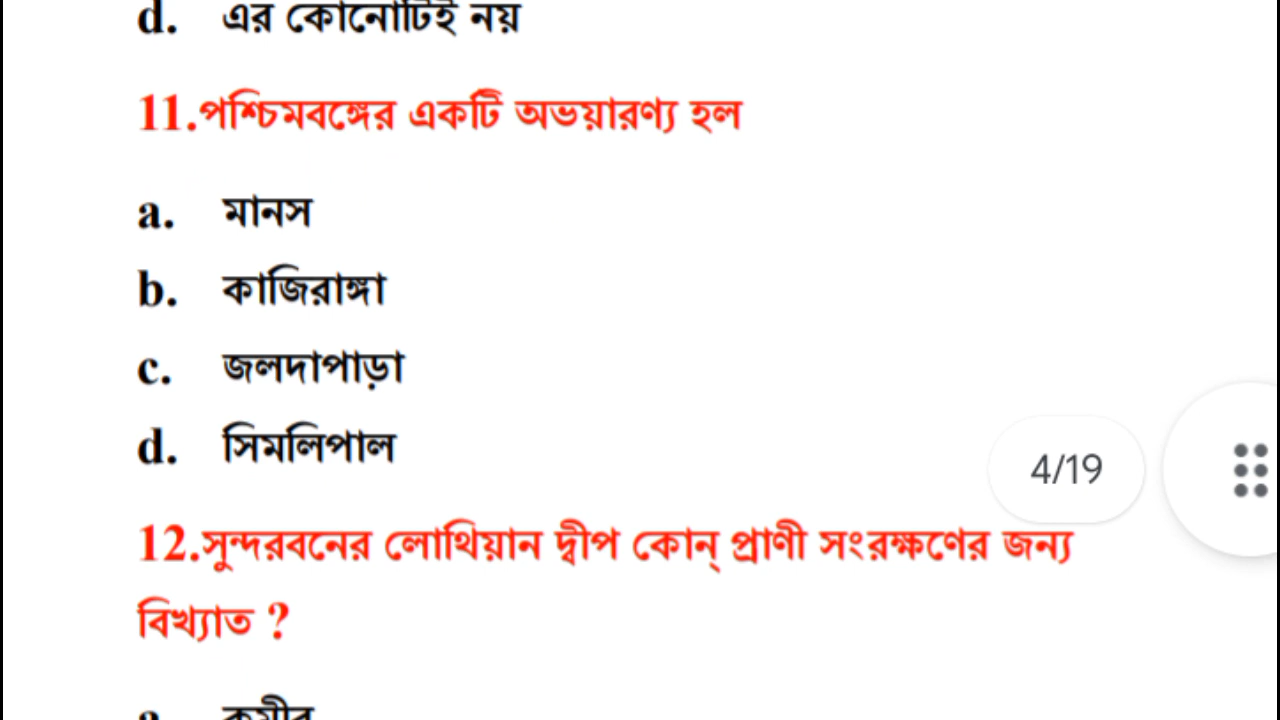 d. এর কোনোটিই নয়
11.পশ্চিমবঙ্গের একটি অভয়ারণ্য হল
a. মানস
b. কাজিরাঙ্গা
c. জলদাপাড়া
d. সিমলিপাল
4/19
12.সুন্দরবনের লোথিয়ান দ্বীপ কোন্ প্রাণী সংরক্ষণের জন্য
বিখ্যাত ?
a. কুমীর